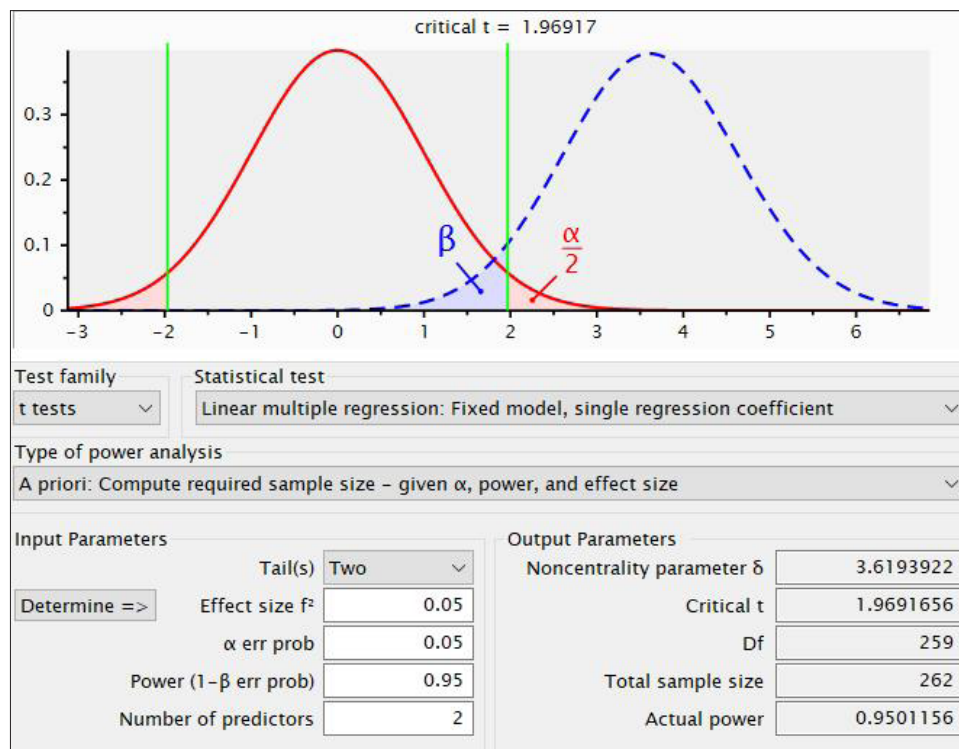 critical t = 1.96917
0.3
0.2
0.1
0
β
α
2
-3 -2 -1 0 1 2 3 4 5 6
Test family
Statistical test
t tests
Linear multiple regression: Fixed model, single regression coefficient
Type of power analysis
A priori: Compute required sample size – given α, power, and effect size
Input Parameters
Tail(s) Two
Determine => Effect size f² 0.05
α err prob 0.05
Power (1–β err prob) 0.95
Number of predictors 2
Output Parameters
Noncentrality parameter δ 3.6193922
Critical t 1.9691656
Df 259
Total sample size 262
Actual power 0.9501156